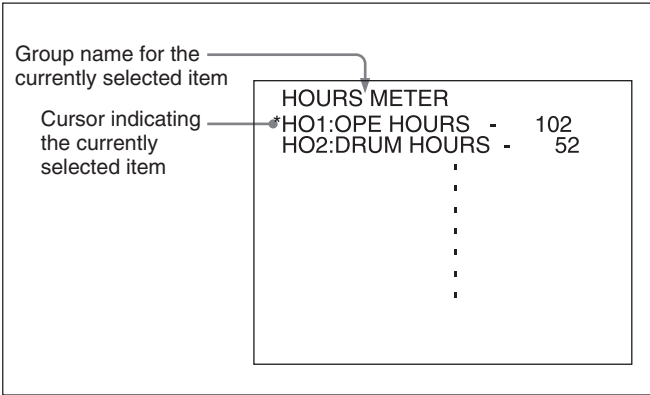 Group name for the
currently selected item
Cursor indicating
the currently
selected item
HOURS METER
*HO1:OPE HOURS - 102
HO2:DRUM HOURS - 52